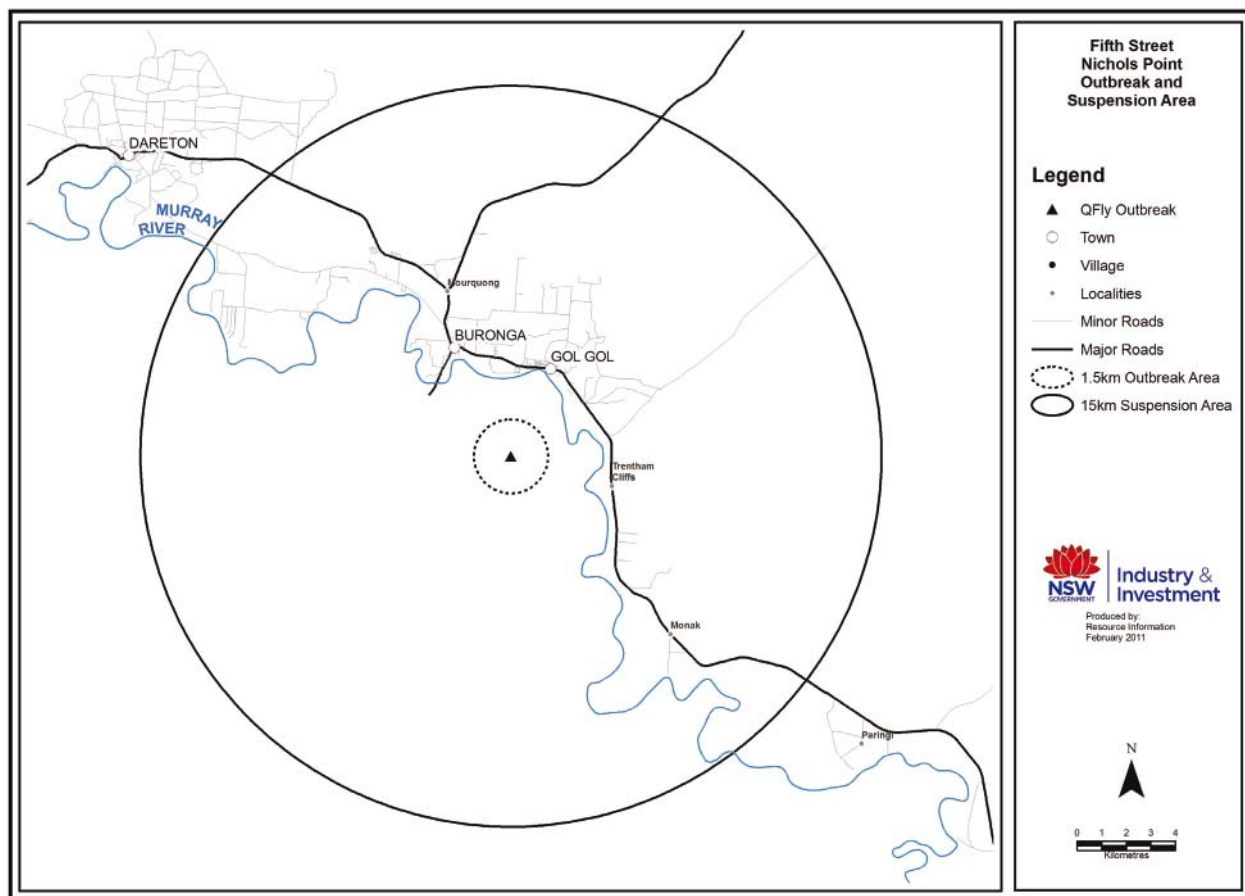 Fifth Street
Nichols Point
Outbreak and
Suspension Area
Legend
QFly Outbreak
Town
Village
Localities
Minor Roads
Major Roads
1.5km Outbreak Area
15km Suspension Area
NSW
GOVERNMENT
Industry &
Investment
Produced by:
Resource Information
February 2011
N
0 1 2 3 4
Kilometres
DARETON
MURRAY
RIVER
Mourquong
BURONGA
GOL GOL
Trentham
Cliffs
Monak
Paringi